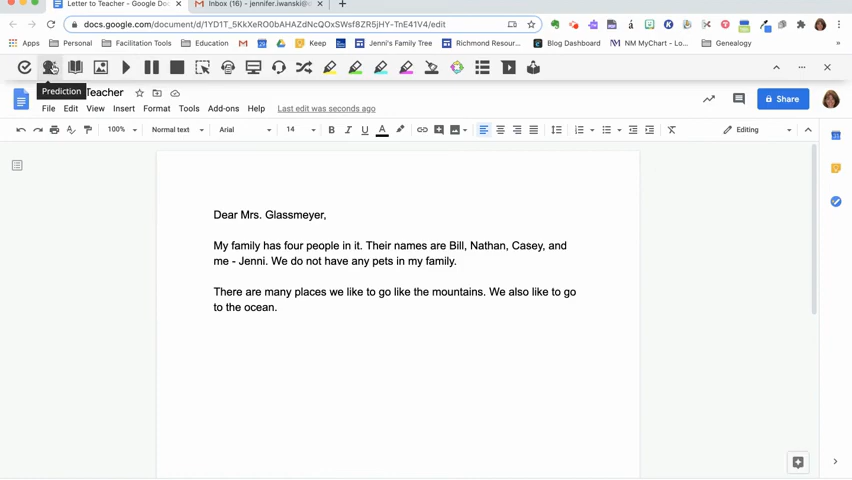 Letter to Teacher - Google Doc
Inbox (16) - jennifer.iwanski@
docs.google.com/document/d/1YD1T_5KkXeRO0bAHAZdNcQOxSWsf8ZR5jHY-TnE41V4/edit
Apps Personal Facilitation Tools Education Keep Jenni's Family Tree Richmond Resour... Blog Dashboard NM MyChart - Lo... Genealogy
Prediction
Teacher
Share
File Edit View Insert Format Tools Add-ons Help Last edit was seconds ago
100% Normal text Arial 14 B I U A Editing
Dear Mrs. Glassmeyer,
My family has four people in it. Their names are Bill, Nathan, Casey, and
me - Jenni. We do not have any pets in my family.
There are many places we like to go like the mountains. We also like to go
to the ocean.